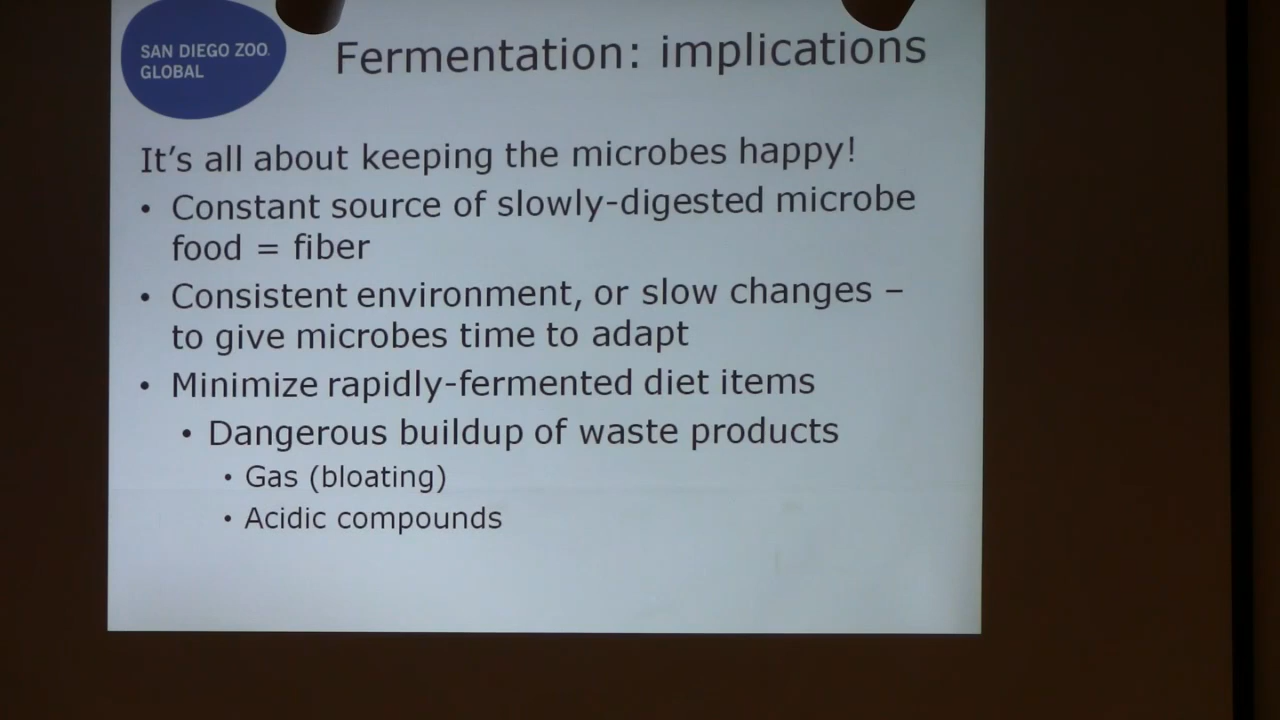 SAN DIEGO ZOO.
GLOBAL
Fermentation: implications
It's all about keeping the microbes happy!
• Constant source of slowly-digested microbe
food = fiber
• Consistent environment, or slow changes –
to give microbes time to adapt
• Minimize rapidly-fermented diet items
• Dangerous buildup of waste products
• Gas (bloating)
• Acidic compounds